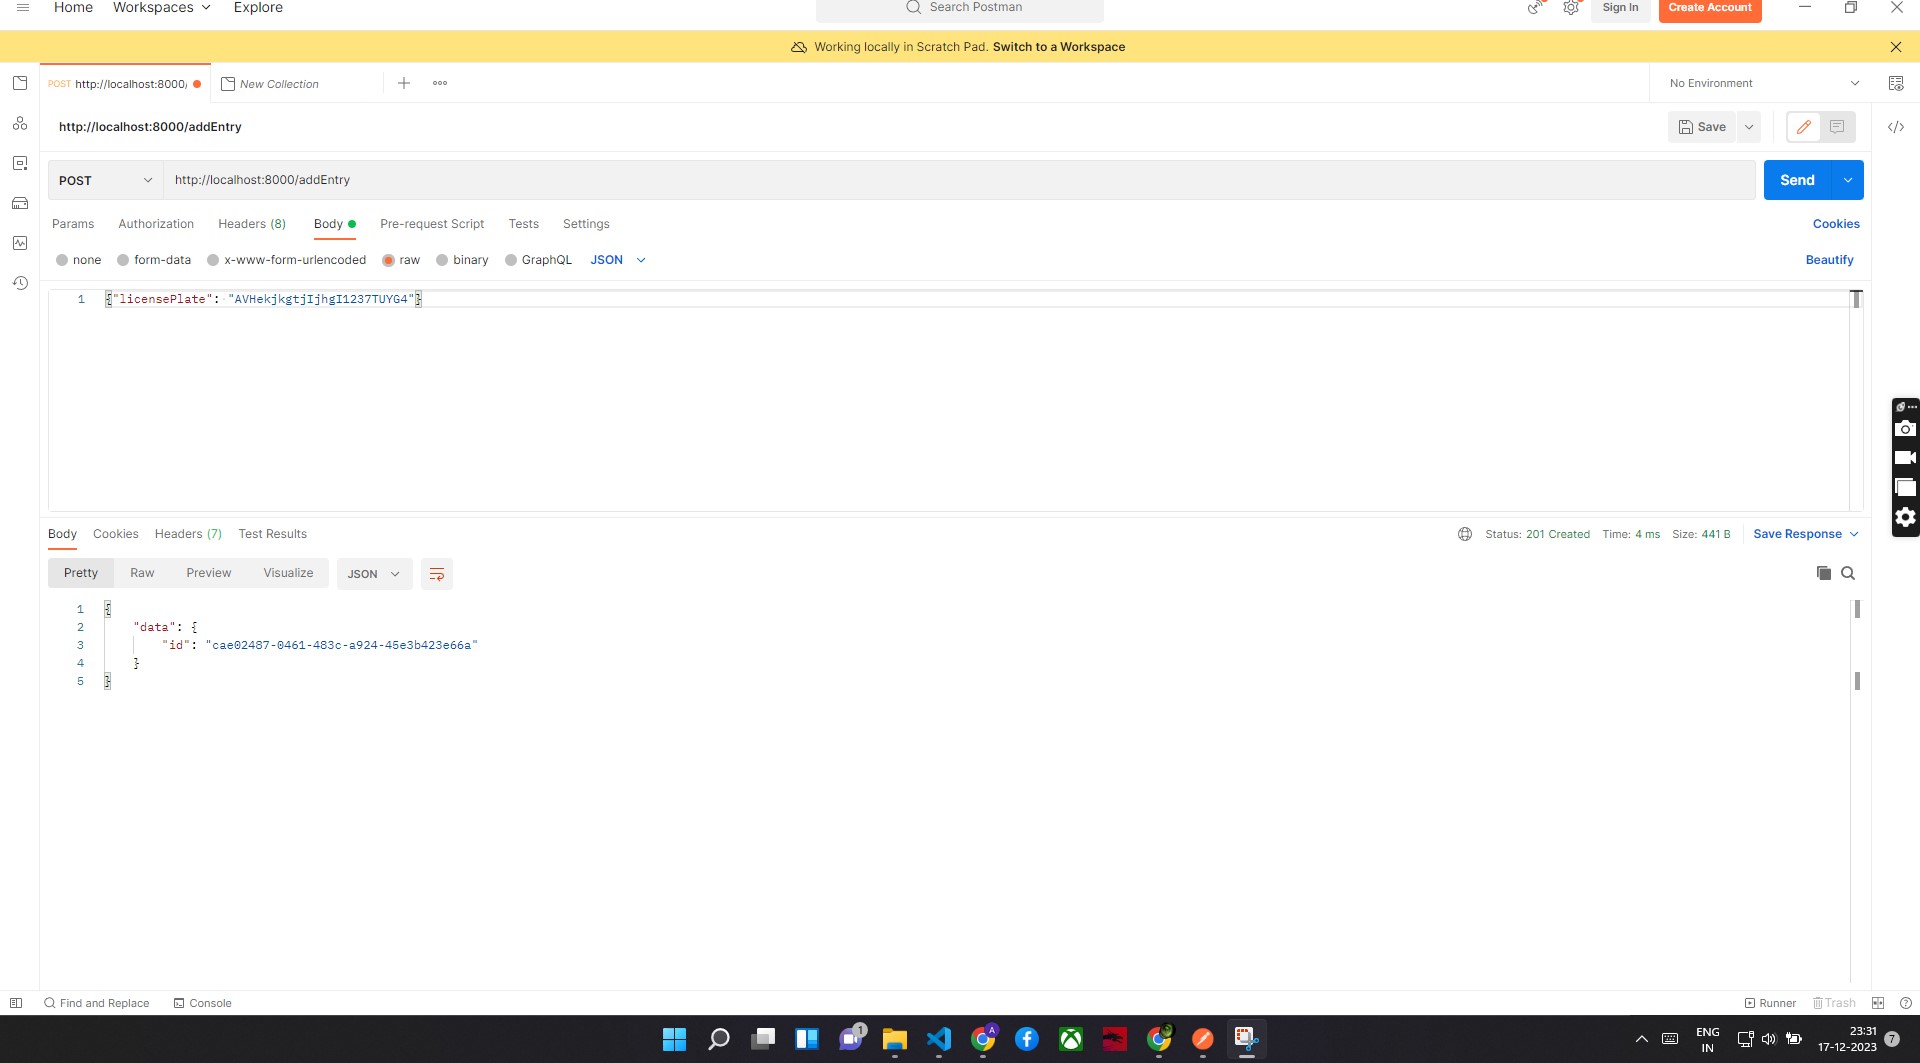 Home Workspaces Explore Search Postman Sign In Create Account
Working locally in Scratch Pad. Switch to a Workspace
POST http://localhost:8000/ New Collection No Environment
http://localhost:8000/addEntry Save
POST http://localhost:8000/addEntry Send
Params Authorization Headers (8) Body Pre-request Script Tests Settings Cookies
none form-data x-www-form-urlencoded raw binary GraphQL JSON Beautify
1 {"licensePlate": "AVHekjkgtjIjhgI1237TUYG4"}
Body Cookies Headers (7) Test Results Status: 201 Created Time: 4 ms Size: 441 B Save Response
Pretty Raw Preview Visualize JSON
1 {
2 "data": {
3 "id": "cae02487-0461-483c-a924-45e3b423e66a"
4 }
5 }
Find and Replace Console Runner Trash
1 A
ENG 23:31
IN 17-12-2023 7